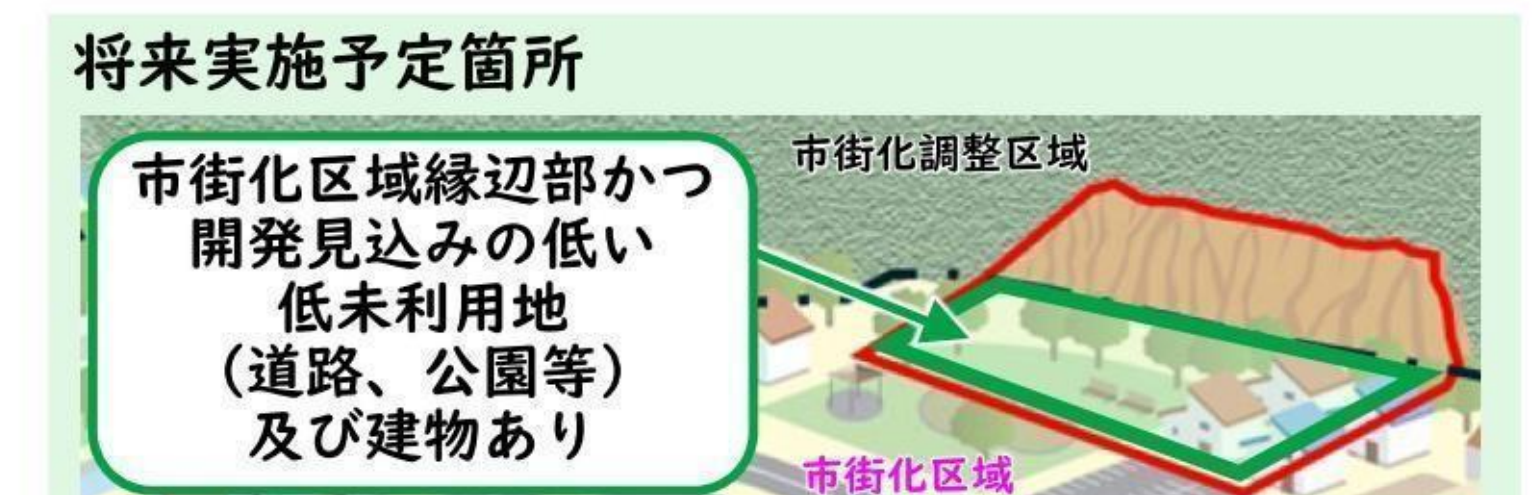 将来実施予定箇所
市街化調整区域
市街化区域縁辺部かつ
開発見込みの低い
低未利用地
（道路、公園等）
及び建物あり
市街化区域